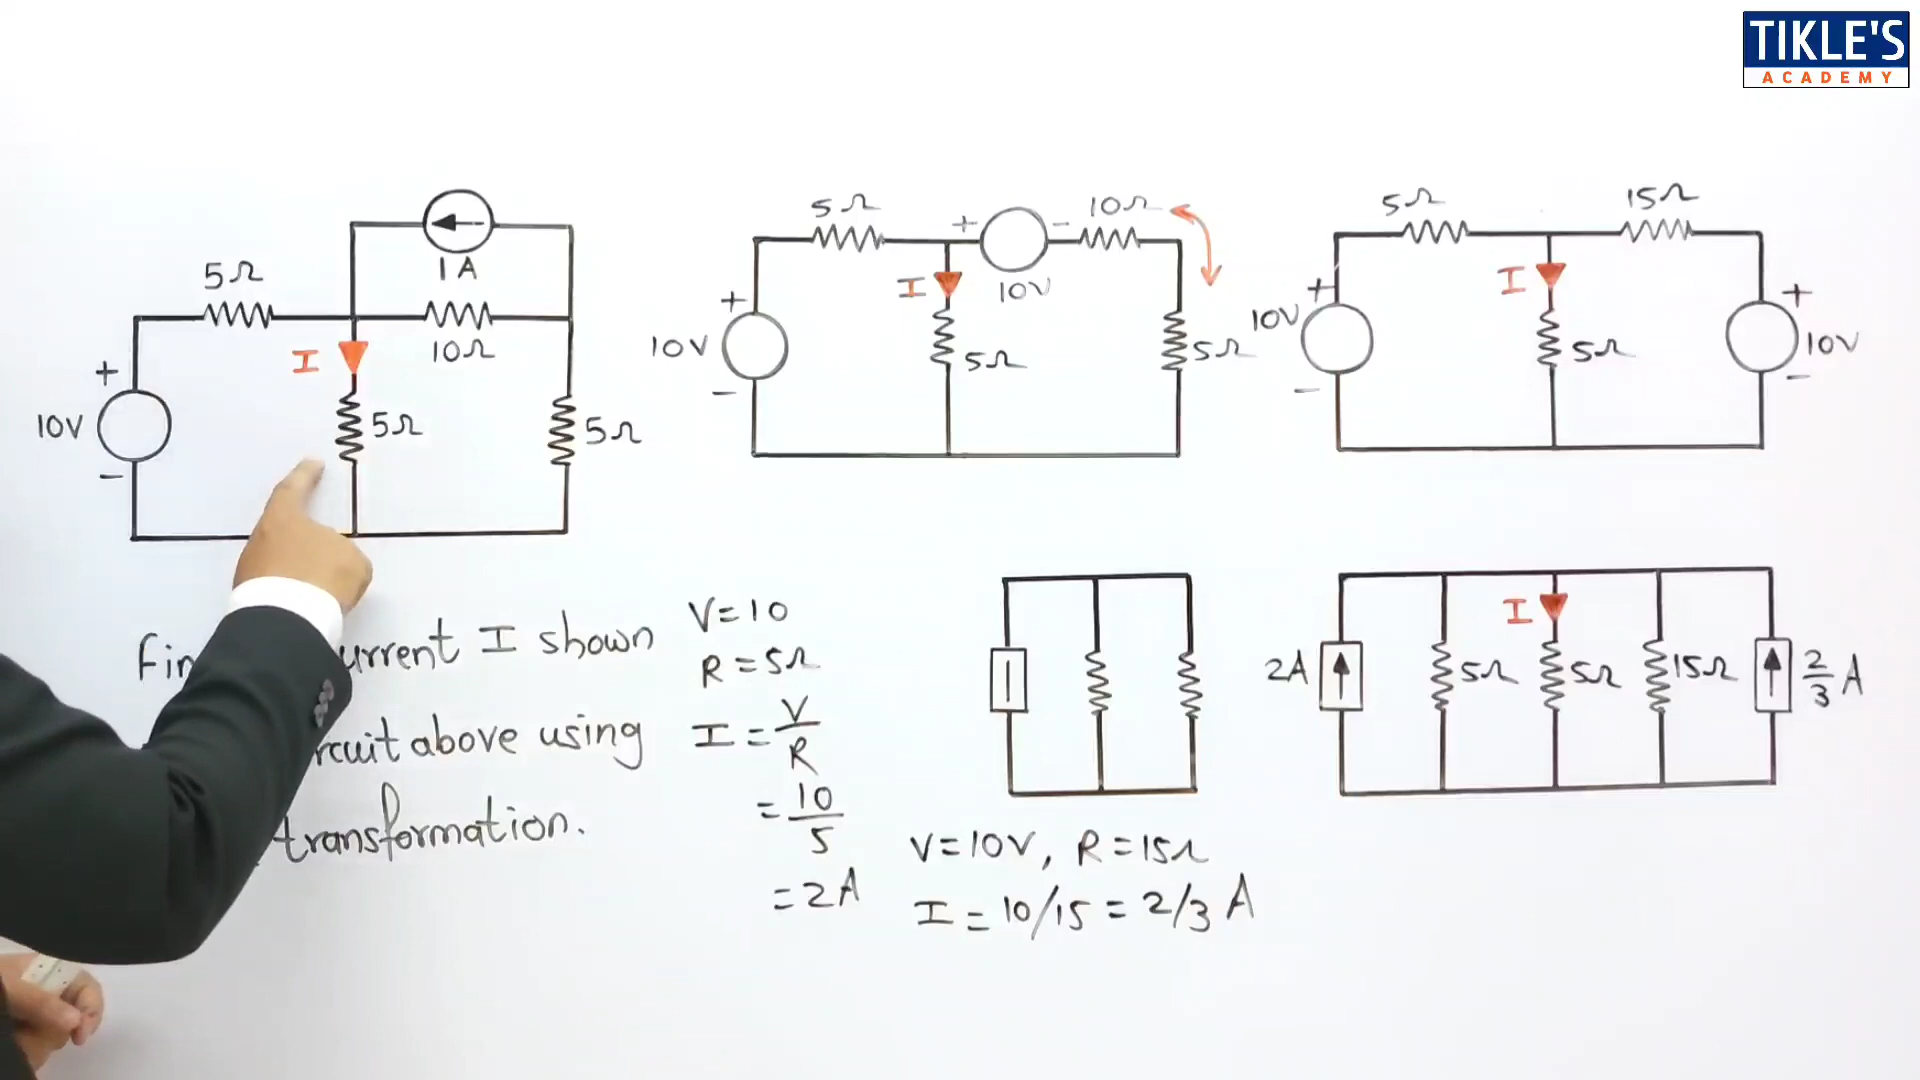 TIKLE'S
ACADEMY
1A
5Ω
10Ω
I
+
10V
-
5Ω
5Ω
5Ω
+
-
10Ω
I
10V
+
10V
-
5Ω
5Ω
5Ω
15Ω
I
+
10V
-
5Ω
+
10V
-
urrent I shown
rcuit above using
transformation.
V=10
R=5Ω
I=V/R
=10/5
=2A
I
2A
5Ω
5Ω
15Ω
2/3 A
V=10V, R=15Ω
I=10/15=2/3 A